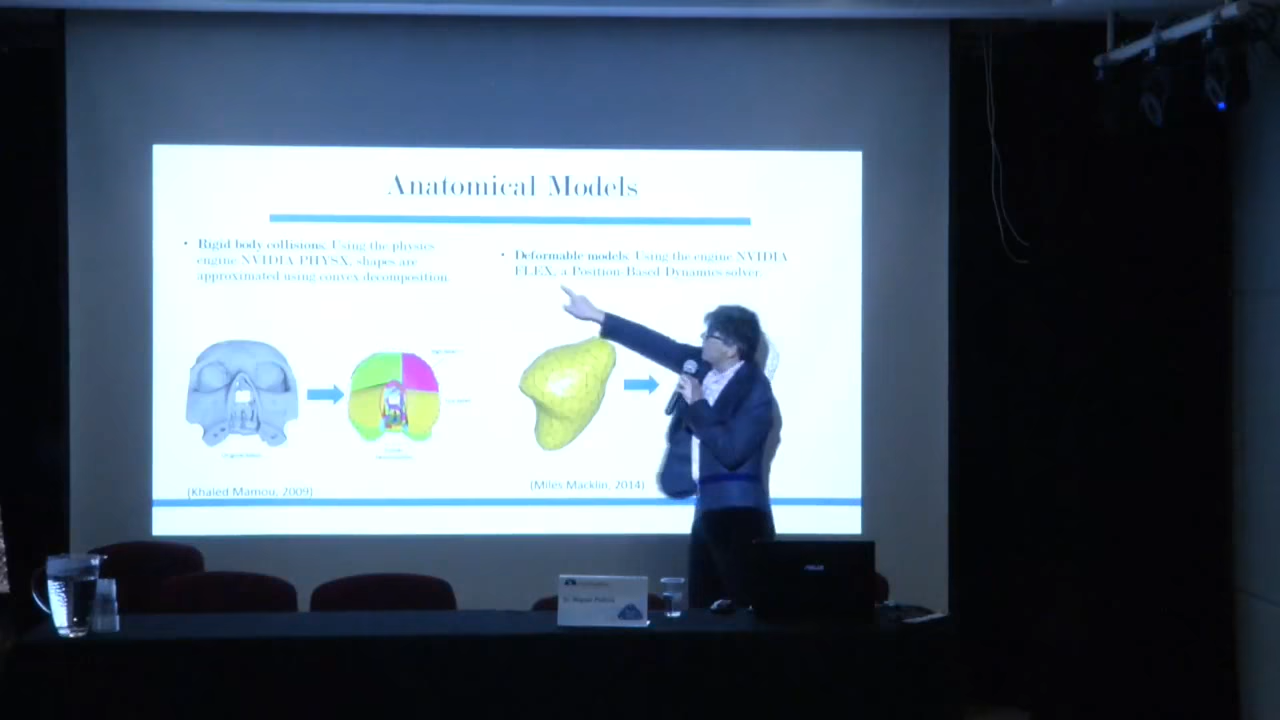 Anatomical Models
• Rigid body collisions. Using the physics
engine NVIDIA PHYSX, shapes are
approximated using convex decomposition.
• Deformable models. Using the engine NVIDIA
FLEX, a Position-Based Dynamics solver.
(Khaled Mamou, 2009)
(Miles Macklin, 2014)
ASUS